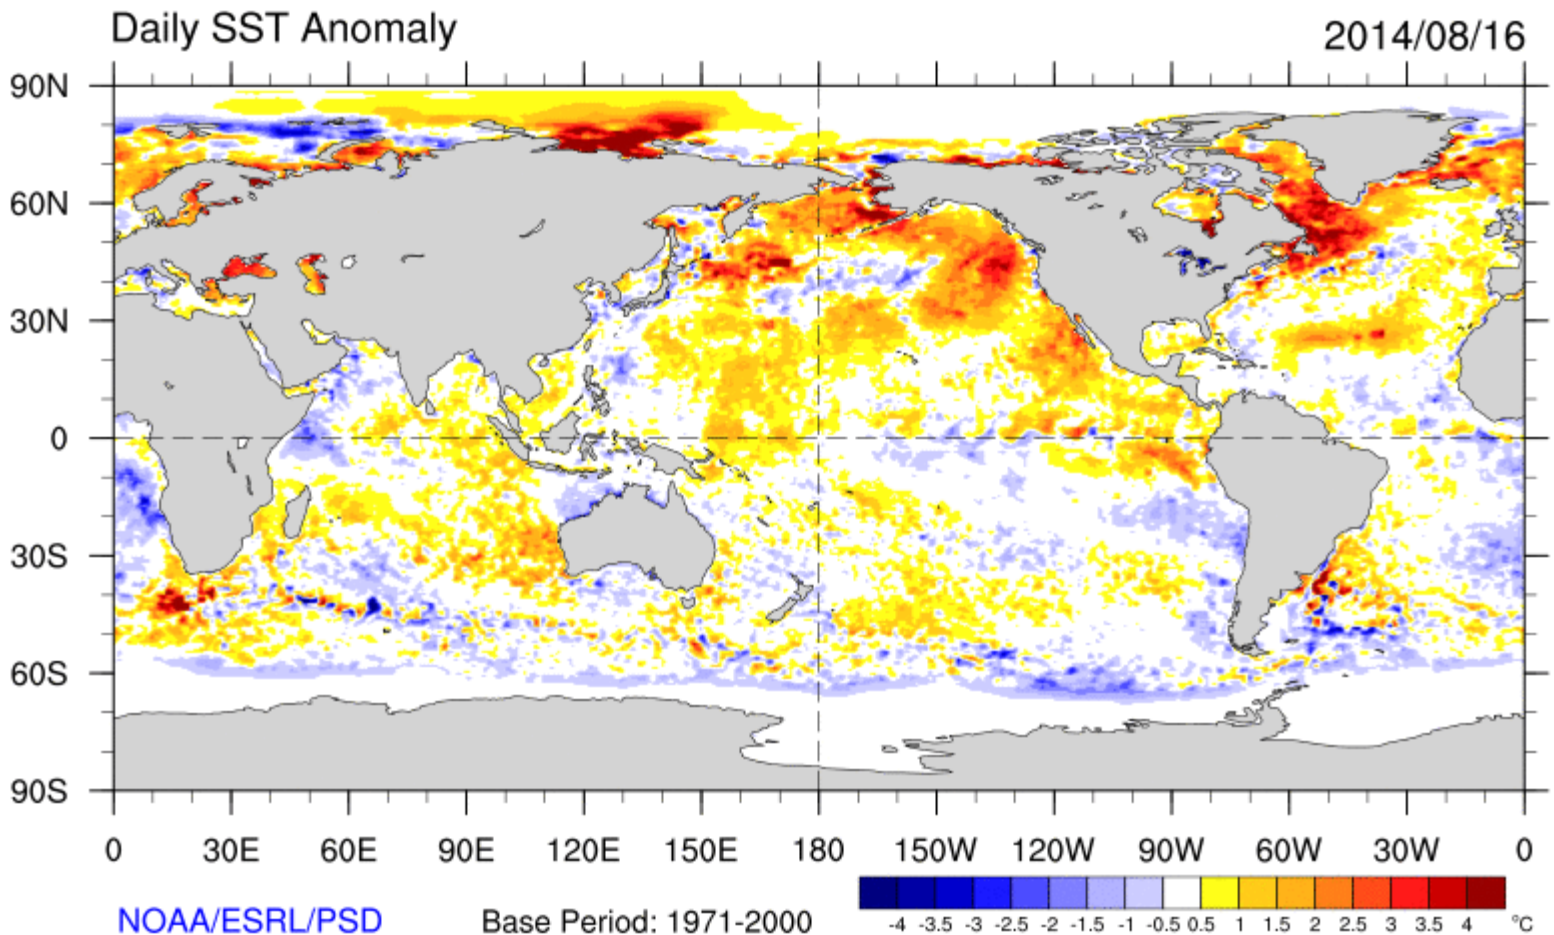 Daily SST Anomaly 2014/08/16
90N
60N
30N
0
30S
60S
90S
0 30E 60E 90E 120E 150E 180 150W 120W 90W 60W 30W 0
-4 -3.5 -3 -2.5 -2 -1.5 -1 -0.5 0.5 1 1.5 2 2.5 3 3.5 4 °C
NOAA/ESRL/PSD Base Period: 1971-2000